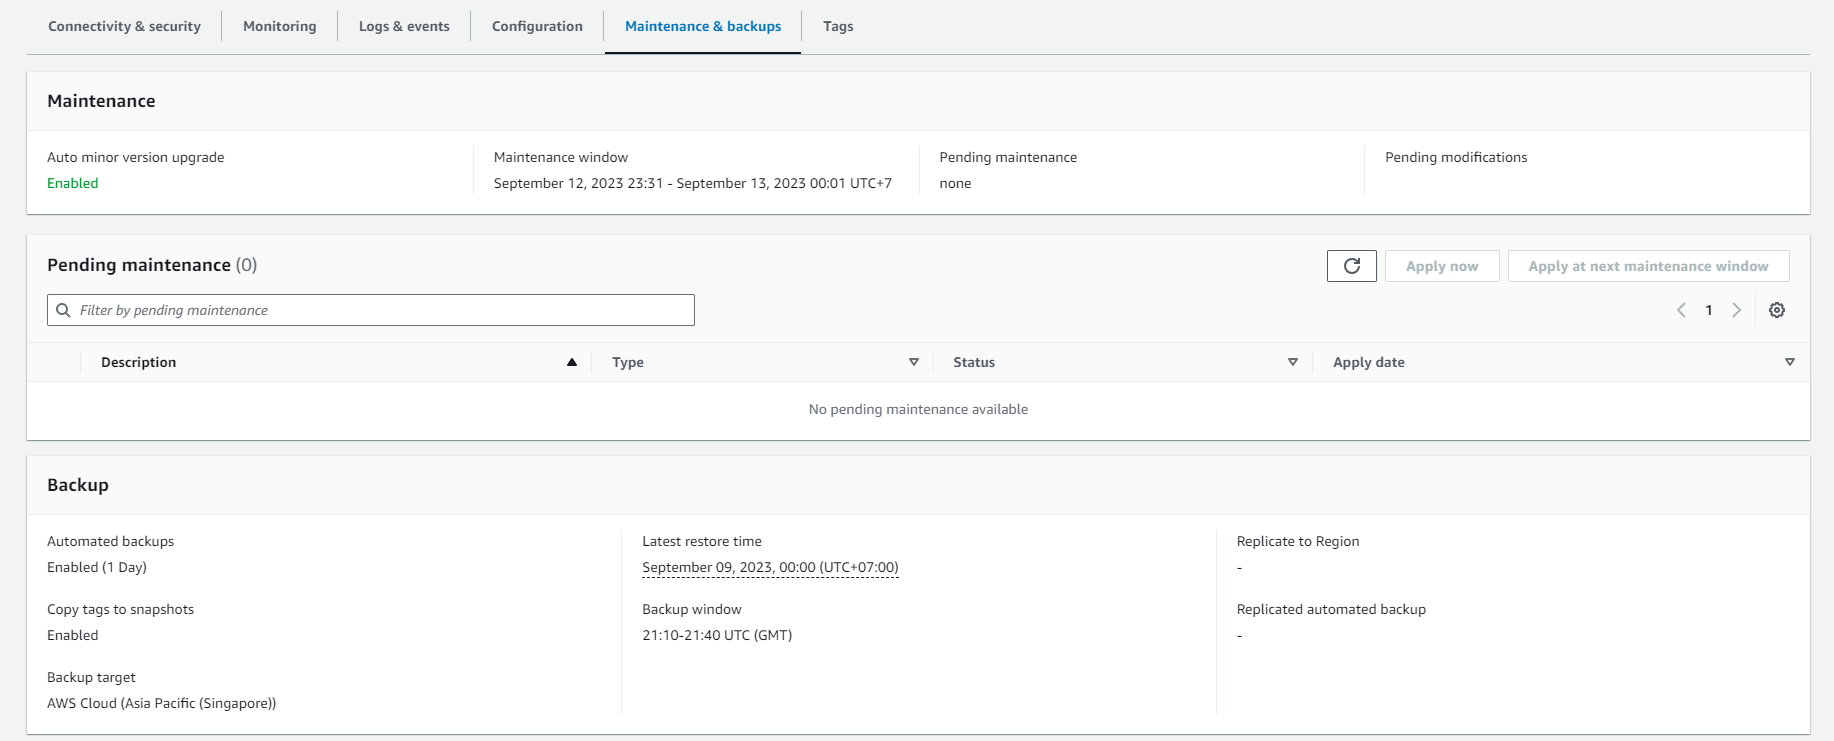 Connectivity & security Monitoring Logs & events Configuration Maintenance & backups Tags
Maintenance
Auto minor version upgrade
Enabled
Maintenance window
September 12, 2023 23:31 - September 13, 2023 00:01 UTC+7
Pending maintenance
none
Pending modifications
Pending maintenance (0)
Apply now
Apply at next maintenance window
Filter by pending maintenance
1
Description Type Status Apply date
No pending maintenance available
Backup
Automated backups
Enabled (1 Day)
Copy tags to snapshots
Enabled
Backup target
AWS Cloud (Asia Pacific (Singapore))
Latest restore time
September 09, 2023, 00:00 (UTC+07:00)
Backup window
21:10-21:40 UTC (GMT)
Replicate to Region
-
Replicated automated backup
-